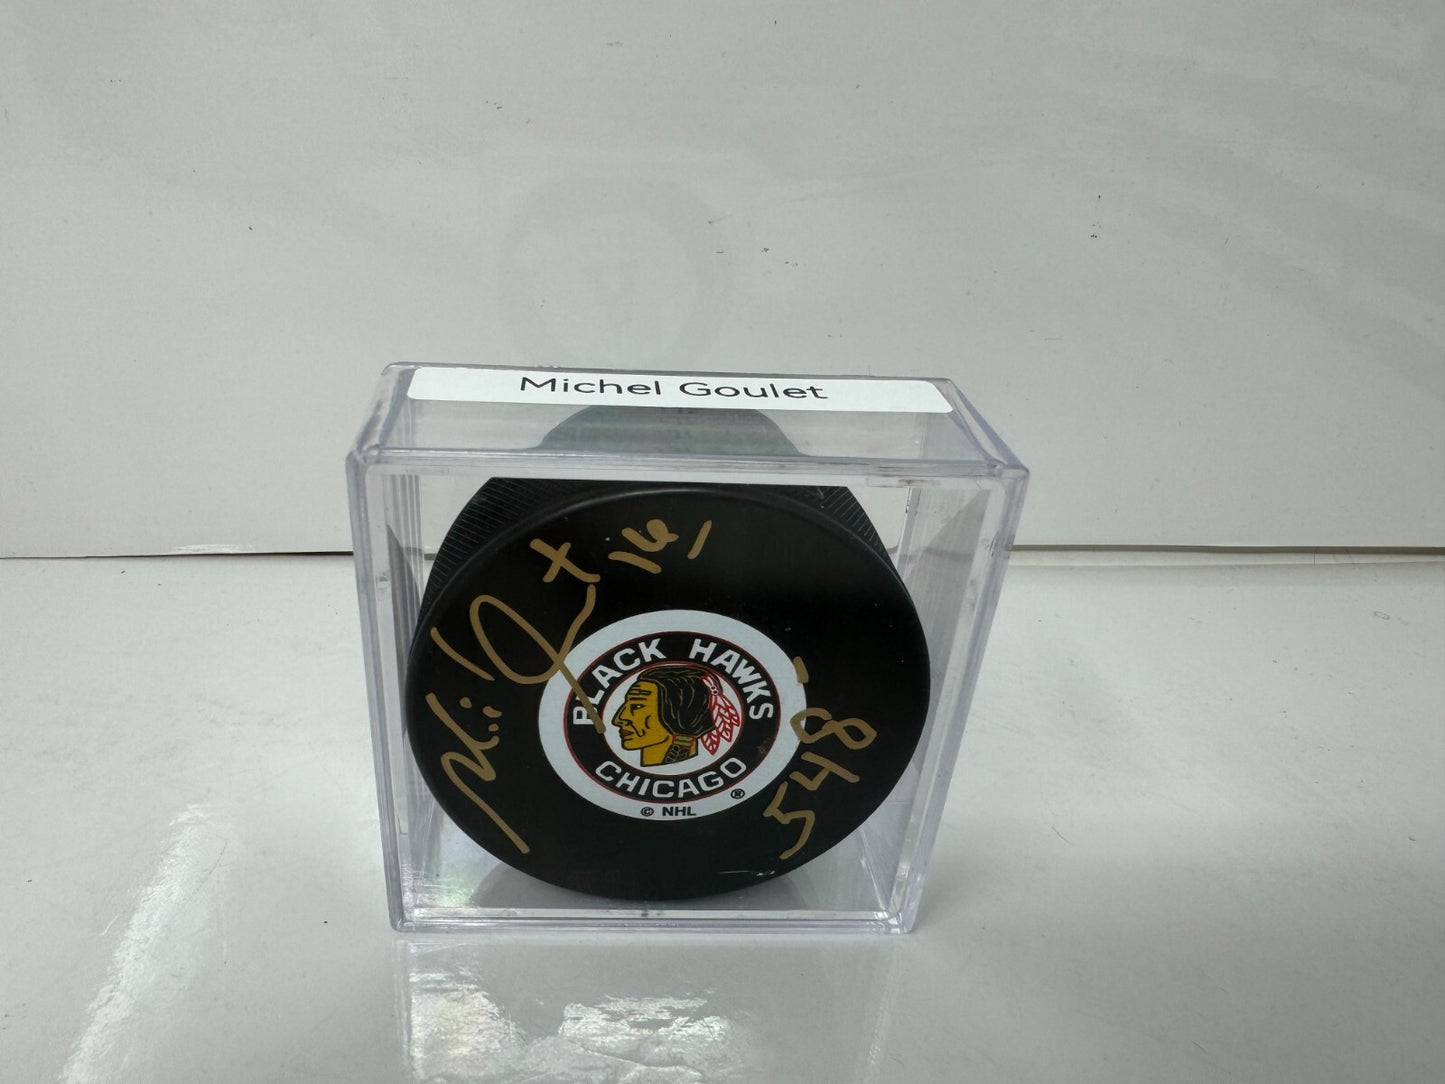 Michel Goulet
16
BLACK HAWKS
CHICAGO
®
© NHL
548